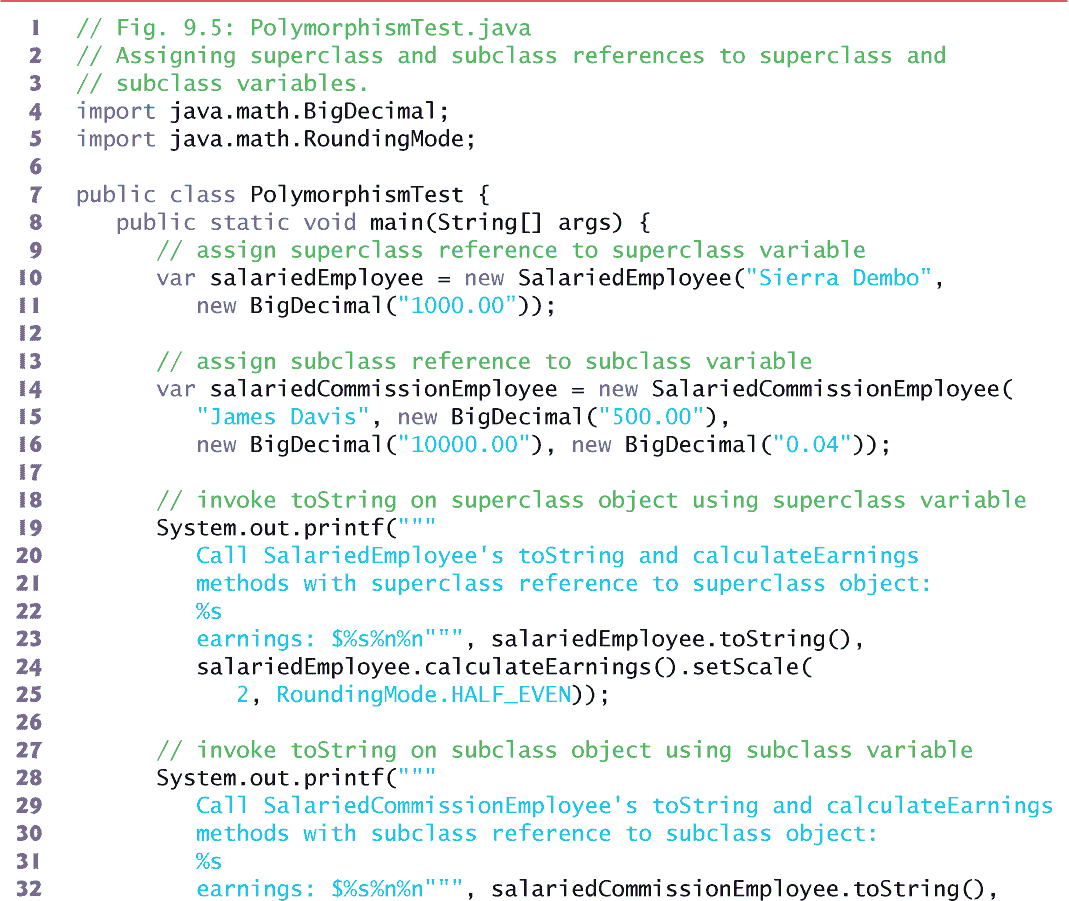 1 // Fig. 9.5: PolymorphismTest.java
2 // Assigning superclass and subclass references to superclass and
3 // subclass variables.
4 import java.math.BigDecimal;
5 import java.math.RoundingMode;
6
7 public class PolymorphismTest {
8 public static void main(String[] args) {
9 // assign superclass reference to superclass variable
10 var salariedEmployee = new SalariedEmployee("Sierra Dembo",
11 new BigDecimal("1000.00"));
12
13 // assign subclass reference to subclass variable
14 var salariedCommissionEmployee = new SalariedCommissionEmployee(
15 "James Davis", new BigDecimal("500.00"),
16 new BigDecimal("10000.00"), new BigDecimal("0.04"));
17
18 // invoke toString on superclass object using superclass variable
19 System.out.printf("""
20 Call SalariedEmployee's toString and calculateEarnings
21 methods with superclass reference to superclass object:
22 %s
23 earnings: $%s%n%n""", salariedEmployee.toString(),
24 salariedEmployee.calculateEarnings().setScale(
25 2, RoundingMode.HALF_EVEN));
26
27 // invoke toString on subclass object using subclass variable
28 System.out.printf("""
29 Call SalariedCommissionEmployee's toString and calculateEarnings
30 methods with subclass reference to subclass object:
31 %s
32 earnings: $%s%n%n""", salariedCommissionEmployee.toString(),